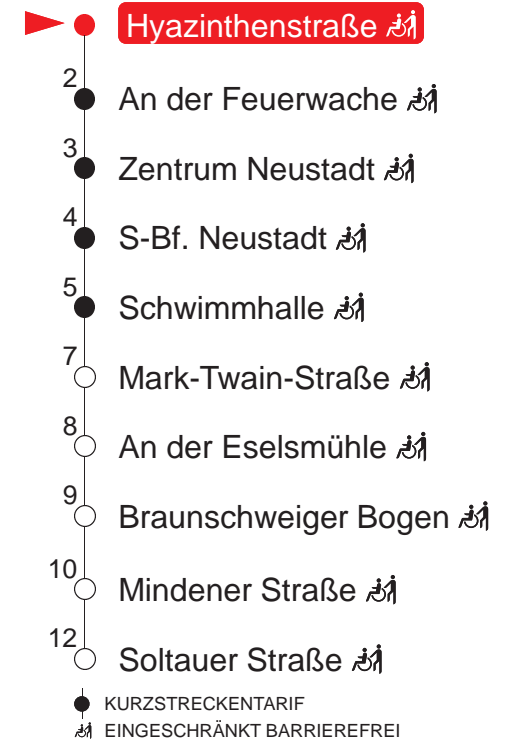 Hyazinthenstraße
2
An der Feuerwache
3
Zentrum Neustadt
4
S-Bf. Neustadt
5
Schwimmhalle
7
Mark-Twain-Straße
8
An der Eselsmühle
9
Braunschweiger Bogen
10
Mindener Straße
12
Soltauer Straße
KURZSTRECKENTARIF
EINGESCHRÄNKT BARRIEREFREI